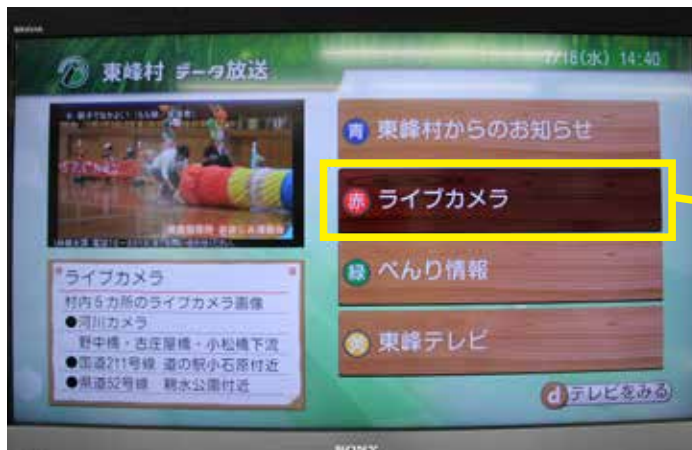 東峰村 データ放送
7/18(水) 14:40
青 東峰村からのお知らせ
赤 ライブカメラ
緑 べんり情報
黄 東峰テレビ
ライブカメラ
村内5カ所のライブカメラ画像
●河川カメラ
野中橋・古庄屋橋・小松橋下流
●国道211号線 道の駅小石原付近
●県道52号線 親水公園付近
dテレビをみる
SONY